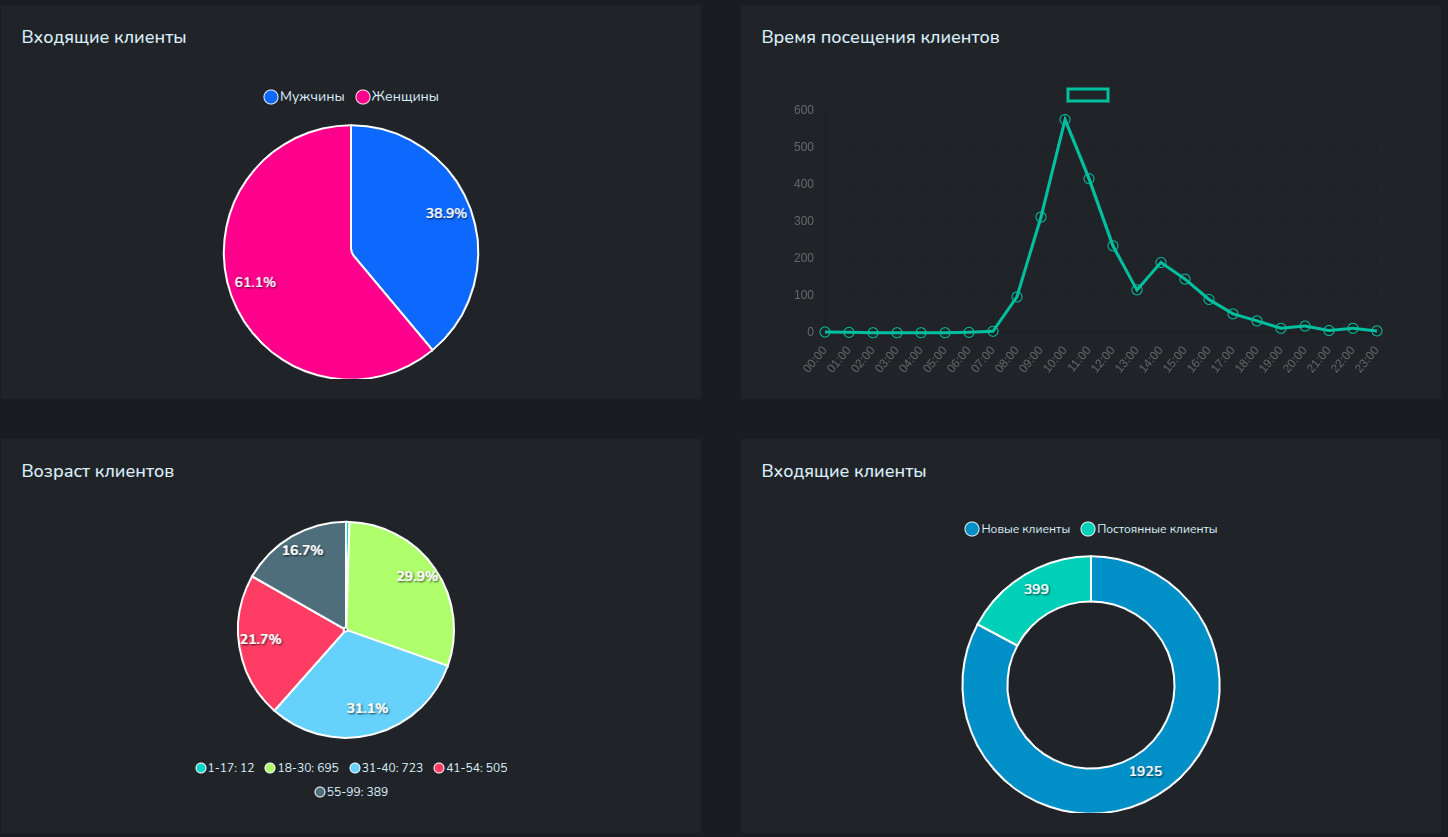 Входящие клиенты
Мужчины Женщины
38.9%
61.1%
Время посещения клиентов
600
500
400
300
200
100
0
00:00 01:00 02:00 03:00 04:00 05:00 06:00 07:00 08:00 09:00 10:00 11:00 12:00 13:00 14:00 15:00 16:00 17:00 18:00 19:00 20:00 21:00 22:00 23:00
Возраст клиентов
16.7%
29.9%
21.7%
31.1%
1-17: 12 18-30: 695 31-40: 723 41-54: 505
55-99: 389
Входящие клиенты
Новые клиенты Постоянные клиенты
399
1925